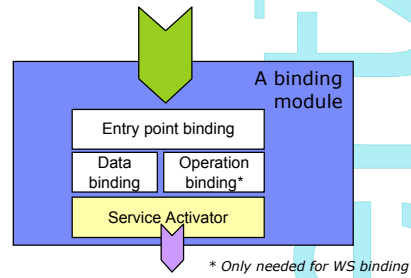 A binding
module
Entry point binding
Data
binding
Operation
binding*
Service Activator
* Only needed for WS binding